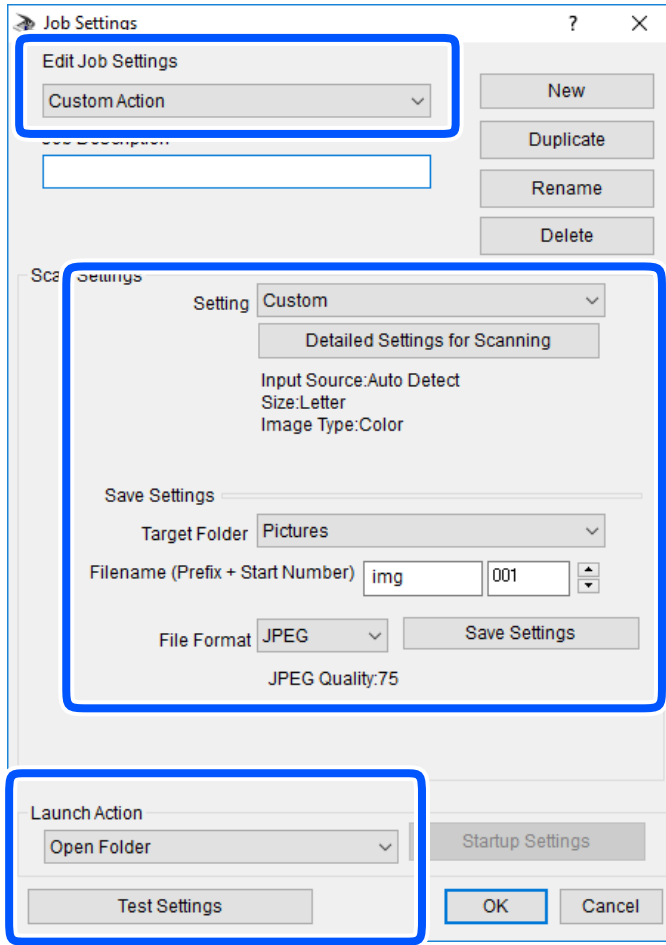 Job Settings
?
Edit Job Settings
Custom Action
New
Duplicate
Rename
Delete
Setting
Custom
Detailed Settings for Scanning
Input Source:Auto Detect
Size:Letter
Image Type:Color
Save Settings
Target Folder
Pictures
Filename (Prefix + Start Number)
img
001
File Format
JPEG
Save Settings
JPEG Quality:75
Launch Action
Open Folder
Startup Settings
Test Settings
OK
Cancel